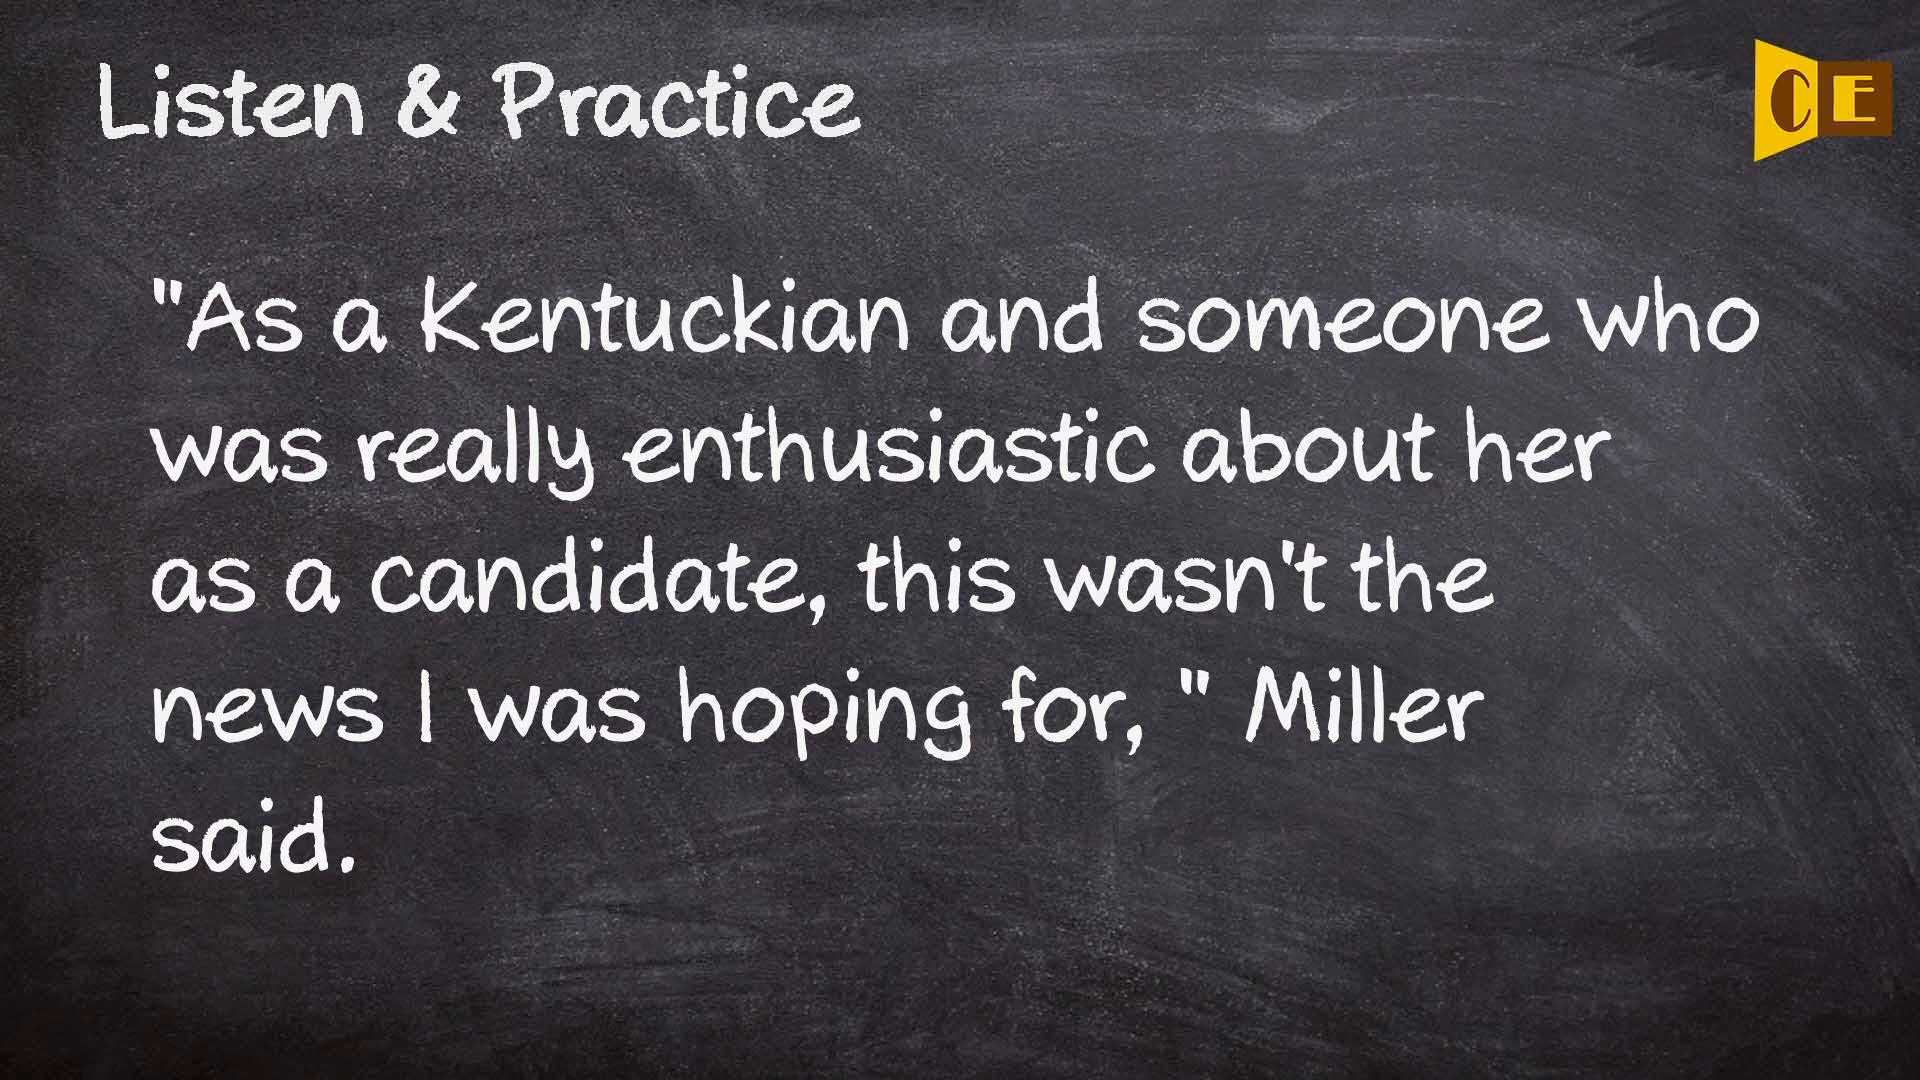 Listen & Practice
CE
"As a Kentuckian and someone who
was really enthusiastic about her
as a candidate, this wasn't the
news I was hoping for, " Miller
said.